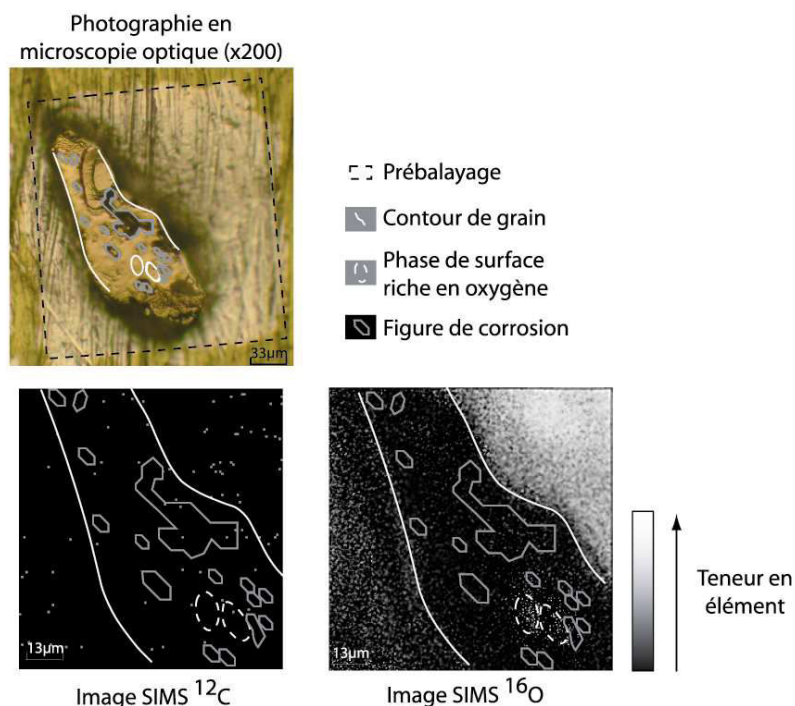 Photographie en
microscopie optique (x200)
33µm
Prébalayage
Contour de grain
Phase de surface
riche en oxygène
Figure de corrosion
13µm
Image SIMS ¹²C
13µm
Image SIMS ¹⁶O
Teneur en
élément